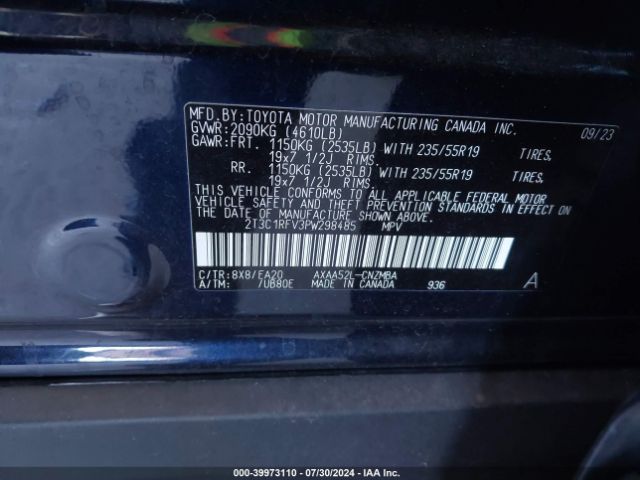 MFD.BY:TOYOTA MOTOR MANUFACTURING CANADA INC. 09/23
GVWR:2090KG (4610LB)
GAWR:FRT. 1150KG (2535LB) WITH 235/55R19 TIRES,
19x7 1/2J RIMS.
RR. 1150KG (2535LB) WITH 235/55R19 TIRES,
19x7 1/2J RIMS.
THIS VEHICLE CONFORMS TO ALL APPLICABLE FEDERAL MOTOR
VEHICLE SAFETY AND THEFT PREVENTION STANDARDS IN EFFECT ON
THE DATE OF MANUFACTURE SHOWN ABOVE.
2T3C1RFV3PW298485 MPV
C/TR:8X8/EA20 AXAA52L-CNZMBA
A/TM: 7UB80E MADE IN CANADA 936 A
000-39973110 - 07/30/2024 - IAA Inc.